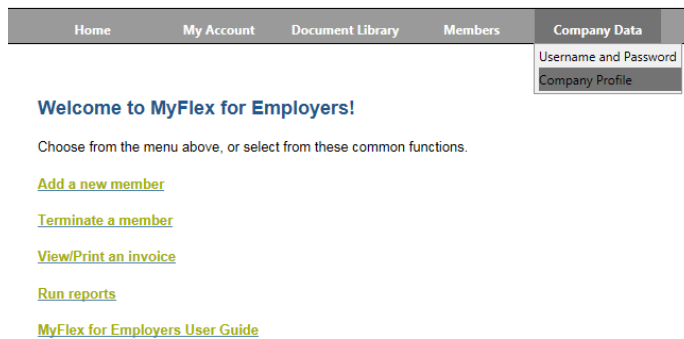 Home My Account Document Library Members Company Data
Username and Password
Company Profile
Welcome to MyFlex for Employers!
Choose from the menu above, or select from these common functions.
Add a new member
Terminate a member
View/Print an invoice
Run reports
MyFlex for Employers User Guide